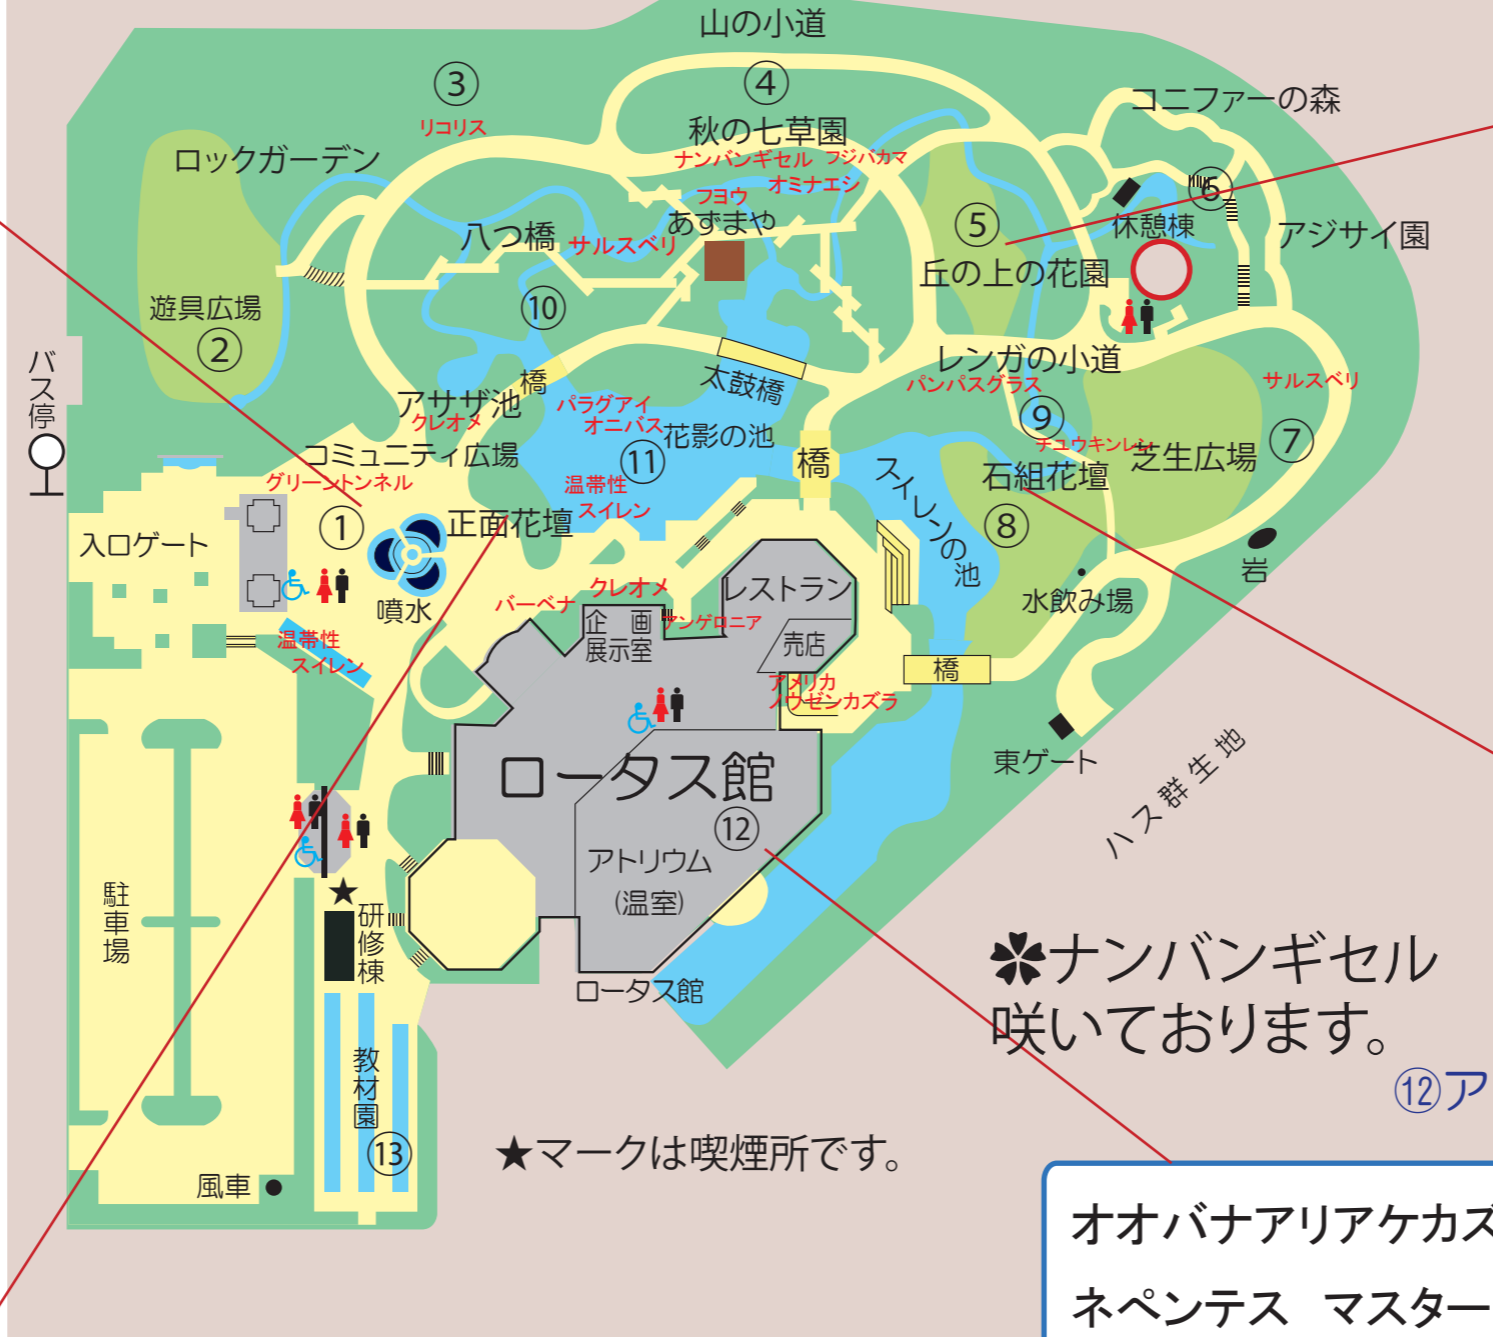 山の小道
③
④
コニファーの森
リコリス
秋の七草園
ロックガーデン
ナンバンギセル
フジバカマ
オミナエシ
⑥
フヨウ
あずまや
八つ橋
サルスベリ
⑤
休憩棟
アジサイ園
丘の上の花園
遊具広場
⑩
②
バス停
レンガの小道
橋
太鼓橋
パンパスグラス
サルスベリ
アサザ池
クレオメ
パラグアイ
オニバス
花影の池
⑨
チュウキンレン
⑦
コミュニティ広場
⑪
橋
スイレンの池
石組花壇
芝生広場
グリーントンネル
温帯性
スイレン
①
正面花壇
⑧
入口ゲート
岩
噴水
バーベナ
クレオメ
レストラン
水飲み場
企画
展示室
アンゲロニア
売店
温帯性
スイレン
橋
アメリカ
ノウゼンカズラ
東ゲート
ハス群生地
ロータス館
⑫
アトリウム
(温室)
駐車場
★
研修棟
ロータス館
✽ナンバンギセル
咲いております。
⑫ア
教材園
⑬
★マークは喫煙所です。
風車
オオバナアリアケカズ
ネペンテス マスター